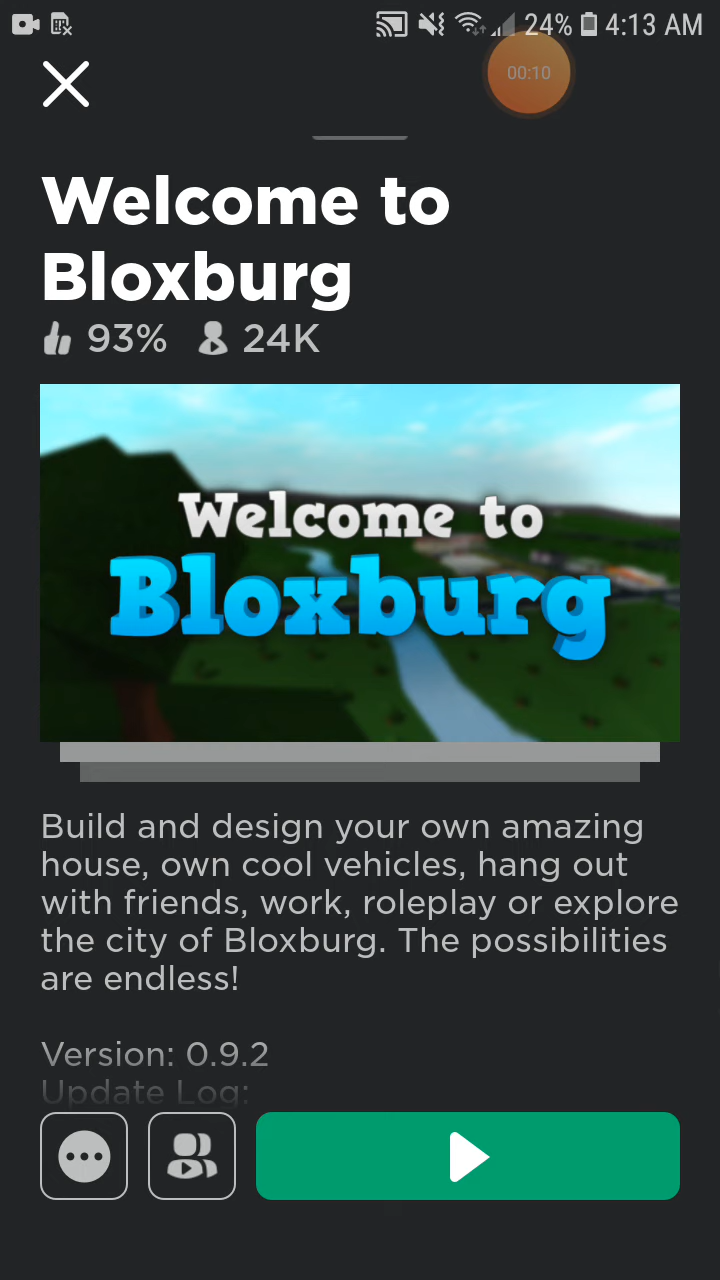 24% 4:13 AM
00:10
Welcome to
Bloxburg
93% 24K
Welcome to
Bloxburg
Build and design your own amazing
house, own cool vehicles, hang out
with friends, work, roleplay or explore
the city of Bloxburg. The possibilities
are endless!
Version: 0.9.2
Update Log: